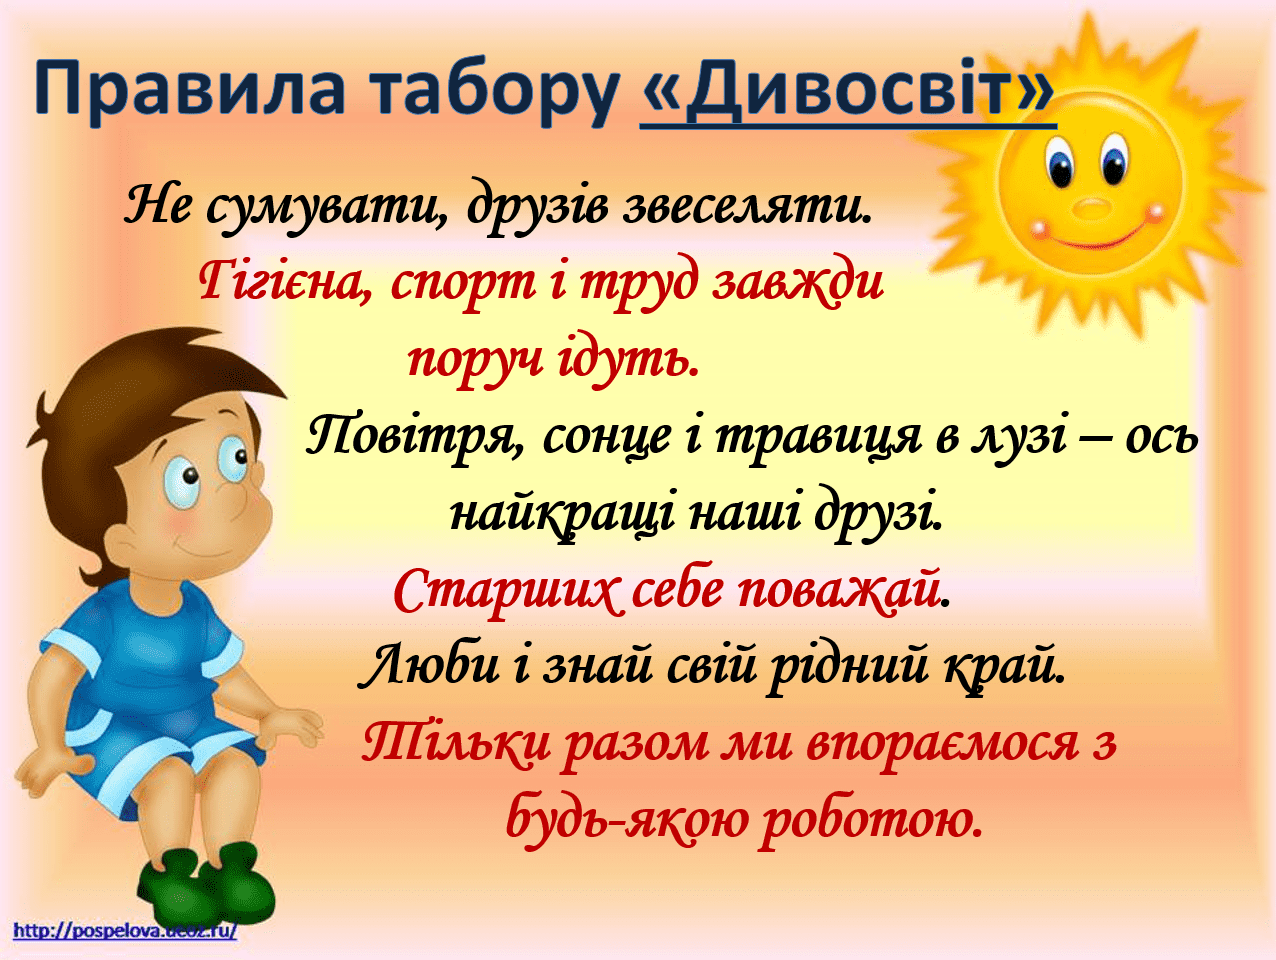 Правила табору «Дивосвіт»
Не сумувати, друзів звеселяти.
Гігієна, спорт і труд завжди
поруч ідуть.
Повітря, сонце і травиця в лузі – ось
найкращі наші друзі.
Старших себе поважай.
Люби і знай свій рідний край.
Тільки разом ми впораємося з
будь-якою роботою.
http://pospelova.ucoz.ru/